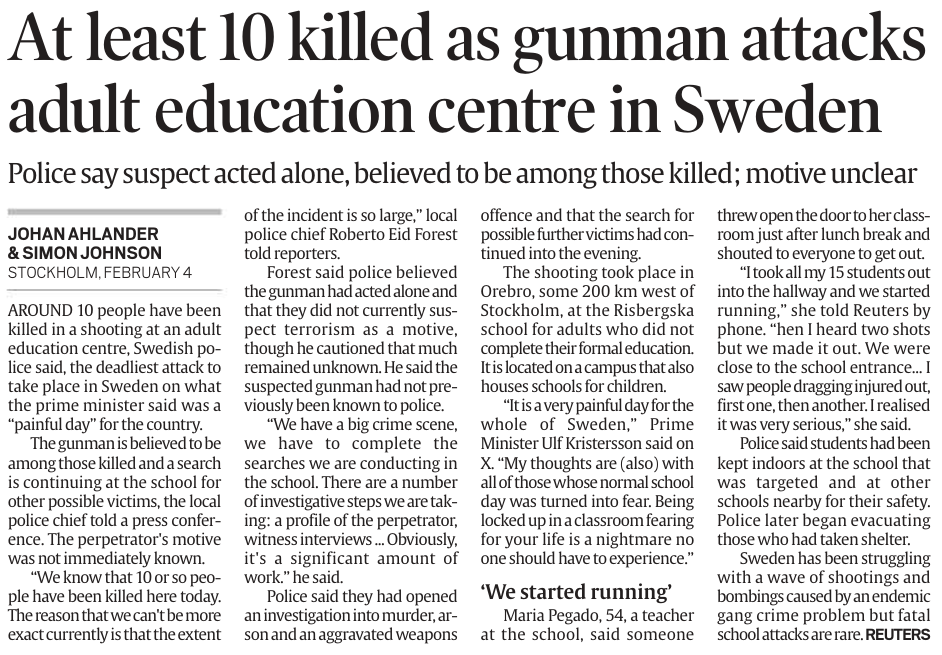 At least 10 killed as gunman attacks
adult education centre in Sweden
Police say suspect acted alone, believed to be among those killed; motive unclear
JOHAN AHLANDER
& SIMON JOHNSON
STOCKHOLM, FEBRUARY 4
AROUND 10 people have been
killed in a shooting at an adult
education centre, Swedish po-
lice said, the deadliest attack to
take place in Sweden on what
the prime minister said was a
“painful day” for the country.
The gunman is believed to be
among those killed and a search
is continuing at the school for
other possible victims, the local
police chief told a press confer-
ence. The perpetrator's motive
was not immediately known.
“We know that 10 or so peo-
ple have been killed here today.
The reason that we can't be more
exact currently is that the extent
of the incident is so large,” local
police chief Roberto Eid Forest
told reporters.
Forest said police believed
the gunman had acted alone and
that they did not currently sus-
pect terrorism as a motive,
though he cautioned that much
remained unknown. He said the
suspected gunman had not pre-
viously been known to police.
“We have a big crime scene,
we have to complete the
searches we are conducting in
the school. There are a number
of investigative steps we are tak-
ing: a profile of the perpetrator,
witness interviews ... Obviously,
it's a significant amount of
work.” he said.
Police said they had opened
an investigation into murder, ar-
son and an aggravated weapons
offence and that the search for
possible further victims had con-
tinued into the evening.
The shooting took place in
Orebro, some 200 km west of
Stockholm, at the Risbergska
school for adults who did not
complete their formal education.
It is located on a campus that also
houses schools for children.
“It is a very painful day for the
whole of Sweden,” Prime
Minister Ulf Kristersson said on
X. “My thoughts are (also) with
all of those whose normal school
day was turned into fear. Being
locked up in a classroom fearing
for your life is a nightmare no
one should have to experience.”
‘We started running’
Maria Pegado, 54, a teacher
at the school, said someone
threw open the door to her class-
room just after lunch break and
shouted to everyone to get out.
“I took all my 15 students out
into the hallway and we started
running,” she told Reuters by
phone. “hen I heard two shots
but we made it out. We were
close to the school entrance... I
saw people dragging injured out,
first one, then another. I realised
it was very serious,” she said.
Police said students had been
kept indoors at the school that
was targeted and at other
schools nearby for their safety.
Police later began evacuating
those who had taken shelter.
Sweden has been struggling
with a wave of shootings and
bombings caused by an endemic
gang crime problem but fatal
school attacks are rare. REUTERS